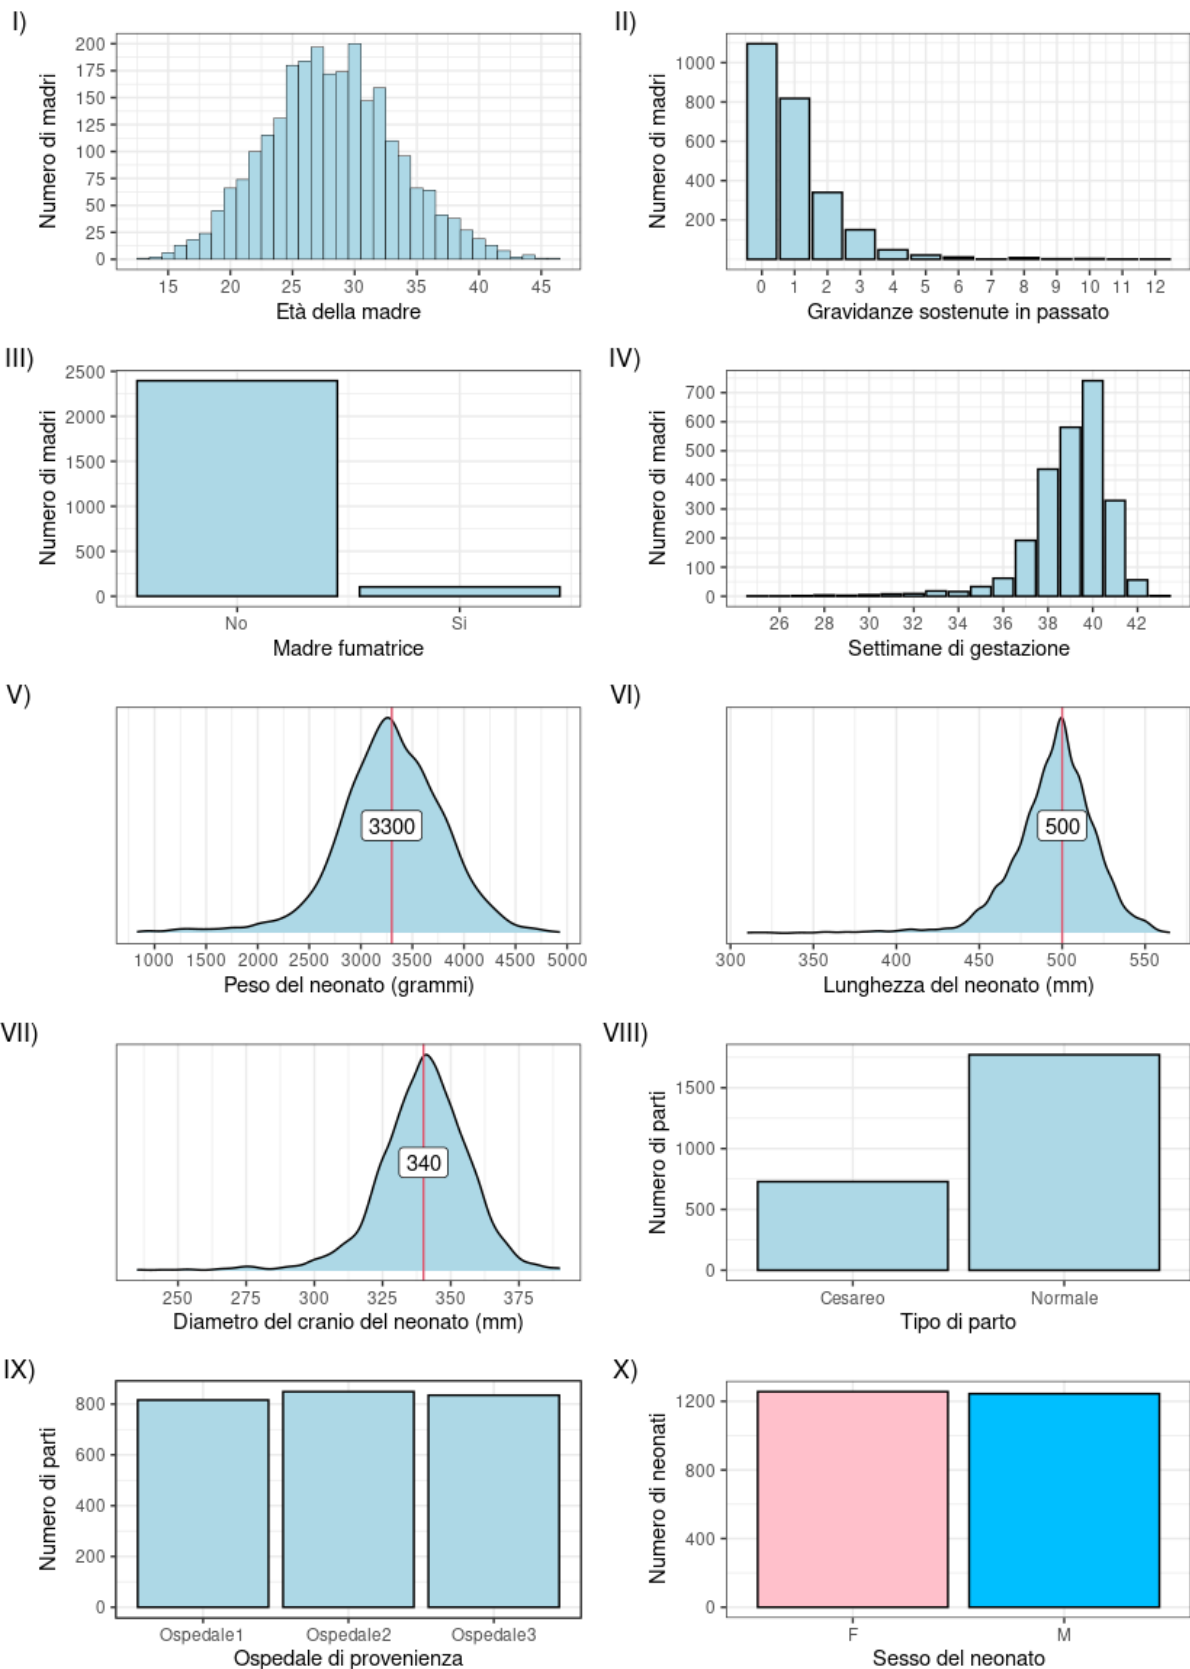 I)
Numero di madri
200
175
150
125
100
75
50
25
0
15 20 25 30 35 40 45
Età della madre
II)
Numero di madri
1000
800
600
400
200
0 1 2 3 4 5 6 7 8 9 10 11 12
Gravidanze sostenute in passato
III)
Numero di madri
2500
2000
1500
1000
500
0
No Si
Madre fumatrice
IV)
Numero di madri
700
600
500
400
300
200
100
0
26 28 30 32 34 36 38 40 42
Settimane di gestazione
V)
3300
1000 1500 2000 2500 3000 3500 4000 4500 5000
Peso del neonato (grammi)
VI)
500
300 350 400 450 500 550
Lunghezza del neonato (mm)
VII)
340
250 275 300 325 350 375
Diametro del cranio del neonato (mm)
VIII)
Numero di parti
1500
1000
500
0
Cesareo Normale
Tipo di parto
IX)
Numero di parti
800
600
400
200
0
Ospedale1 Ospedale2 Ospedale3
Ospedale di provenienza
X)
Numero di neonati
1200
800
400
0
F M
Sesso del neonato